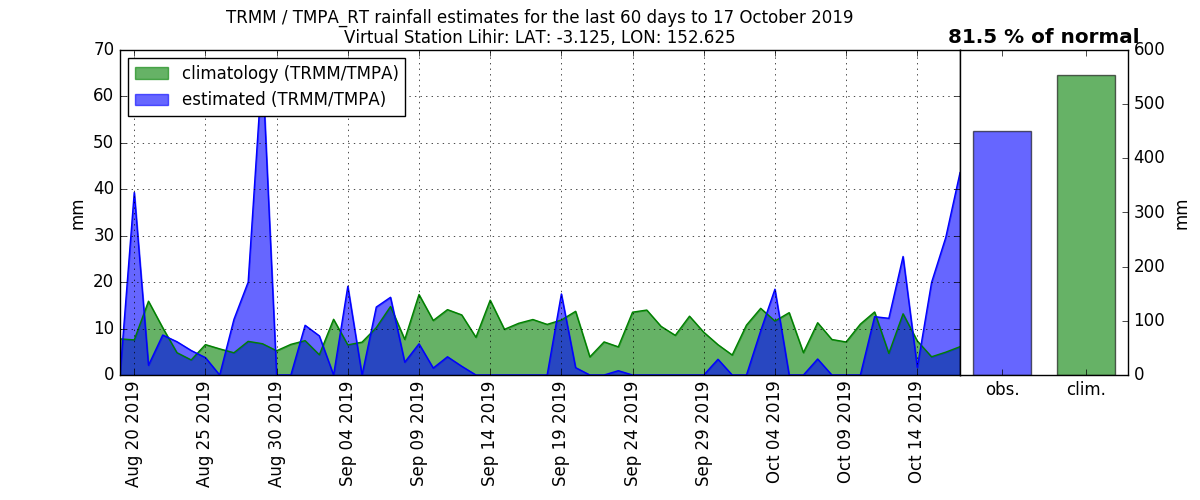 TRMM / TMPA_RT rainfall estimates for the last 60 days to 17 October 2019
Virtual Station Lihir: LAT: -3.125, LON: 152.625
81.5 % of normal
climatology (TRMM/TMPA)
estimated (TRMM/TMPA)
70
60
50
40
30
20
10
0
mm
600
500
400
300
200
100
0
mm
obs.
clim.
Aug 20 2019
Aug 25 2019
Aug 30 2019
Sep 04 2019
Sep 09 2019
Sep 14 2019
Sep 19 2019
Sep 24 2019
Sep 29 2019
Oct 04 2019
Oct 09 2019
Oct 14 2019